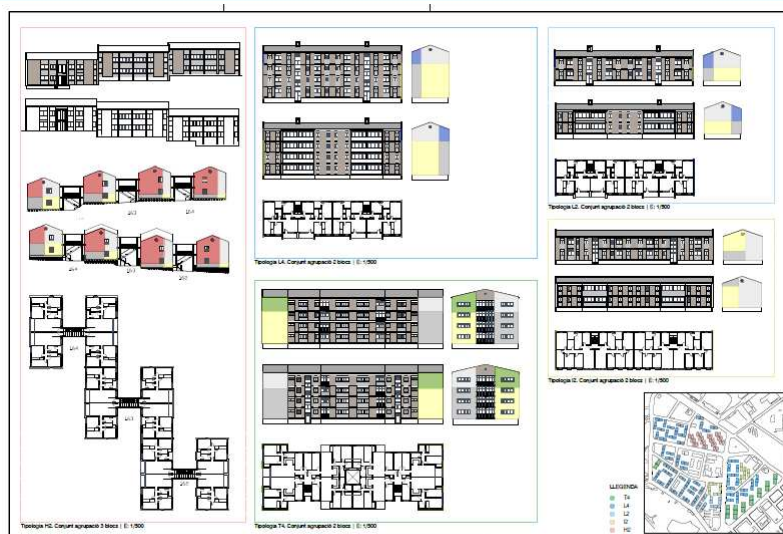 Tipologia H2. Conjunt agrupació 3 blocs | E: 1/500
Tipologia L4. Conjunt agrupació 2 blocs | E: 1/500
Tipologia T4. Conjunt agrupació 2 blocs | E: 1/500
Tipologia L2. Conjunt agrupació 2 blocs | E: 1/500
Tipologia I2. Conjunt agrupació 2 blocs | E: 1/500
LLEGENDA
T4
L4
L2
I2
H2